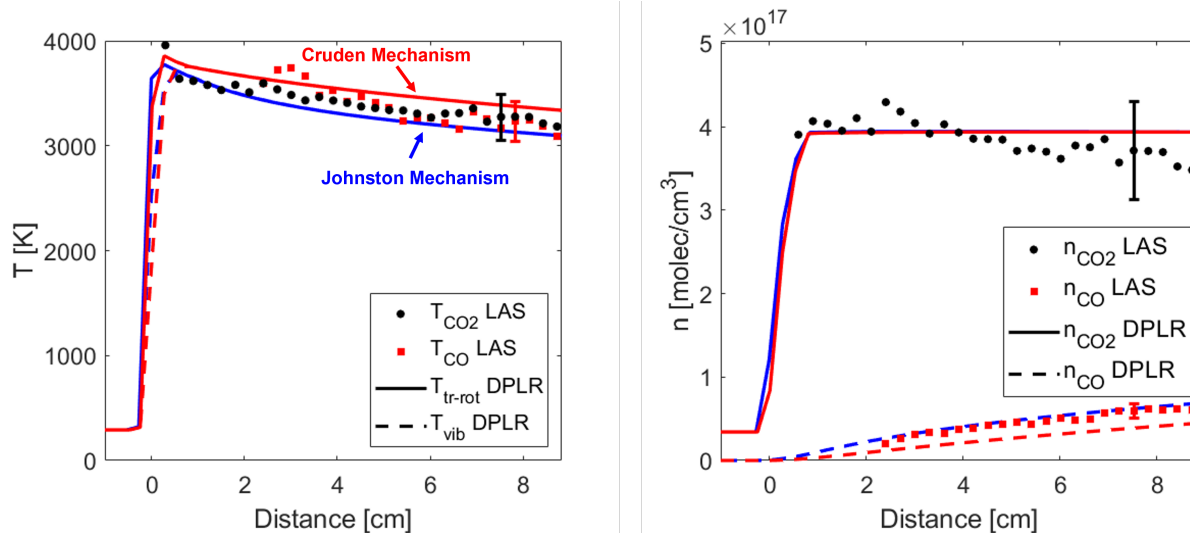 4000
3000
2000
1000
0
T [K]
Cruden Mechanism
Johnston Mechanism
T_CO2 LAS
T_CO LAS
T_tr-rot DPLR
T_vib DPLR
0 2 4 6 8
Distance [cm]
×10^17
5
4
3
2
1
0
n [molec/cm^3]
n_CO2 LAS
n_CO LAS
n_CO2 DPLR
n_CO DPLR
0 2 4 6 8
Distance [cm]